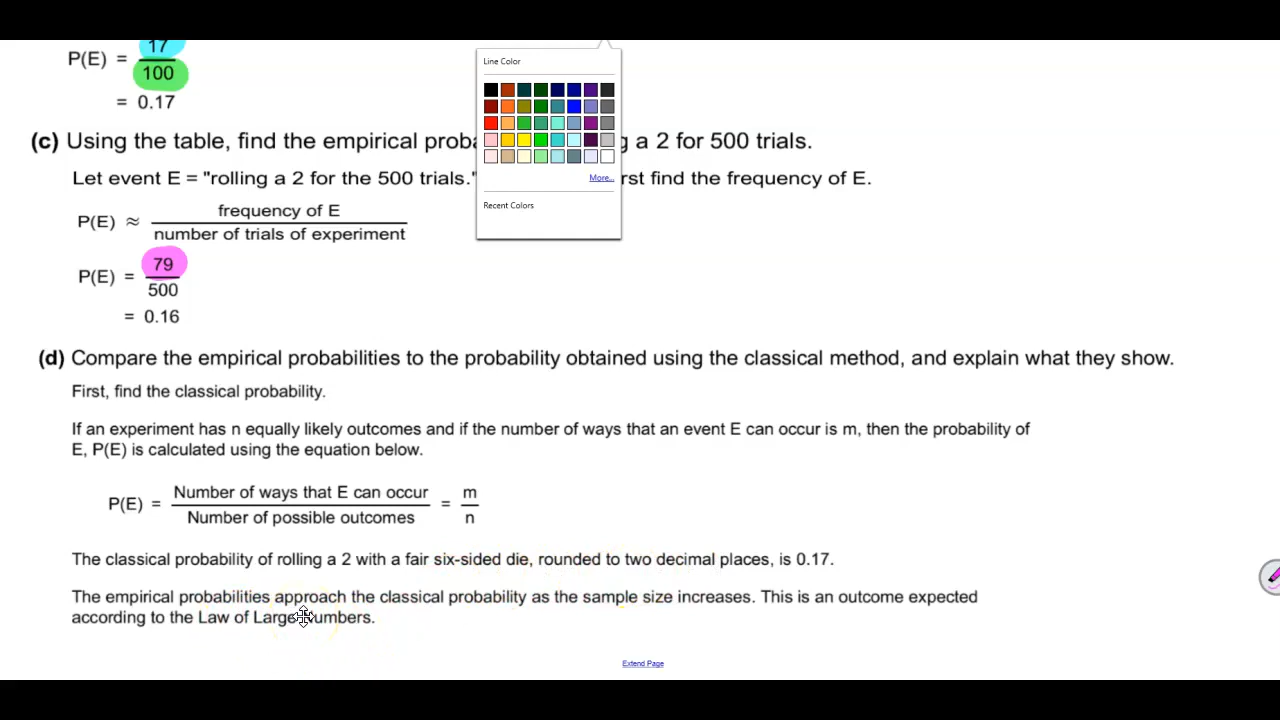 17
P(E) =
100
= 0.17
Line Color
(c) Using the table, find the empirical proba g a 2 for 500 trials.
Let event E = "rolling a 2 for the 500 trials." rst find the frequency of E.
More...
Recent Colors
frequency of E
P(E) ≈
number of trials of experiment
79
P(E) =
500
= 0.16
(d) Compare the empirical probabilities to the probability obtained using the classical method, and explain what they show.
First, find the classical probability.
If an experiment has n equally likely outcomes and if the number of ways that an event E can occur is m, then the probability of
E, P(E) is calculated using the equation below.
Number of ways that E can occur m
P(E) = =
Number of possible outcomes n
The classical probability of rolling a 2 with a fair six-sided die, rounded to two decimal places, is 0.17.
The empirical probabilities approach the classical probability as the sample size increases. This is an outcome expected
according to the Law of Large Numbers.
Extend Page